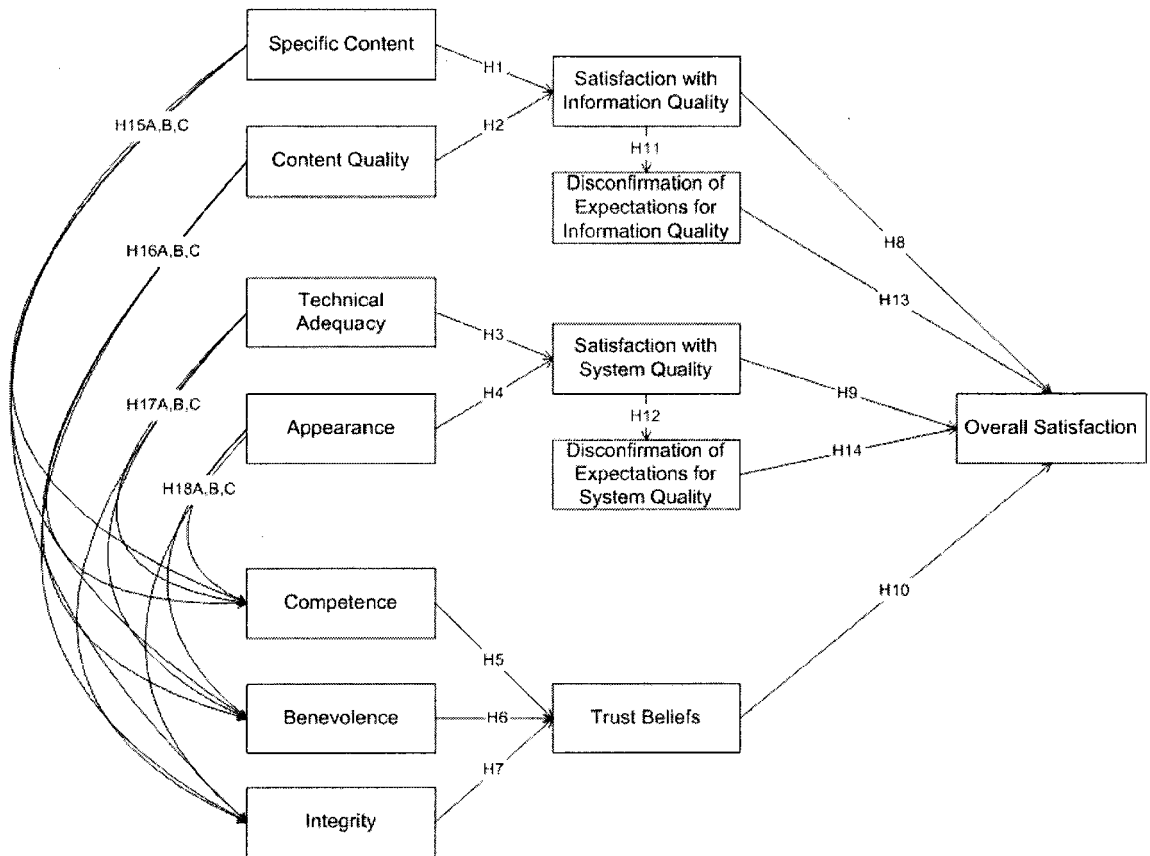 Specific Content
H1
Satisfaction with
Information Quality
H15A,B,C
H2
Content Quality
H11
Disconfirmation of
Expectations for
Information Quality
H8
H16A,B,C
H13
Technical
Adequacy
H3
Satisfaction with
System Quality
H17A,B,C
H4
H9
Appearance
H12
Overall Satisfaction
Disconfirmation of
Expectations for
System Quality
H14
H18A,B,C
Competence
H10
H5
Benevolence
H6
Trust Beliefs
H7
Integrity